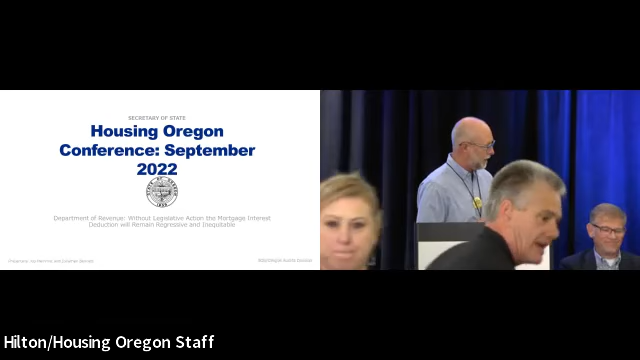 SECRETARY OF STATE
Housing Oregon
Conference: September
2022
Department of Revenue: Without Legislative Action the Mortgage Interest
Deduction will Remain Regressive and Inequitable
Hilton/Housing Oregon Staff